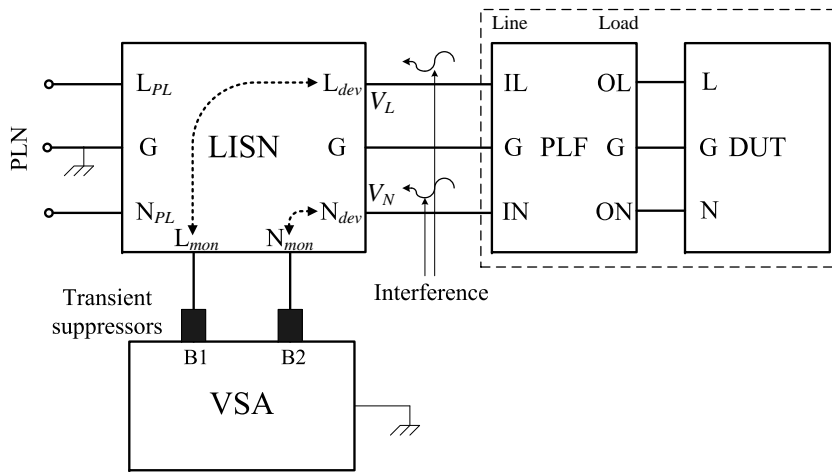 Line Load
L_PL L_dev IL OL L
V_L
PLN G LISN G G PLF G G DUT
V_N
N_PL N_dev IN ON N
L_mon N_mon
Interference
Transient
suppressors
B1 B2
VSA